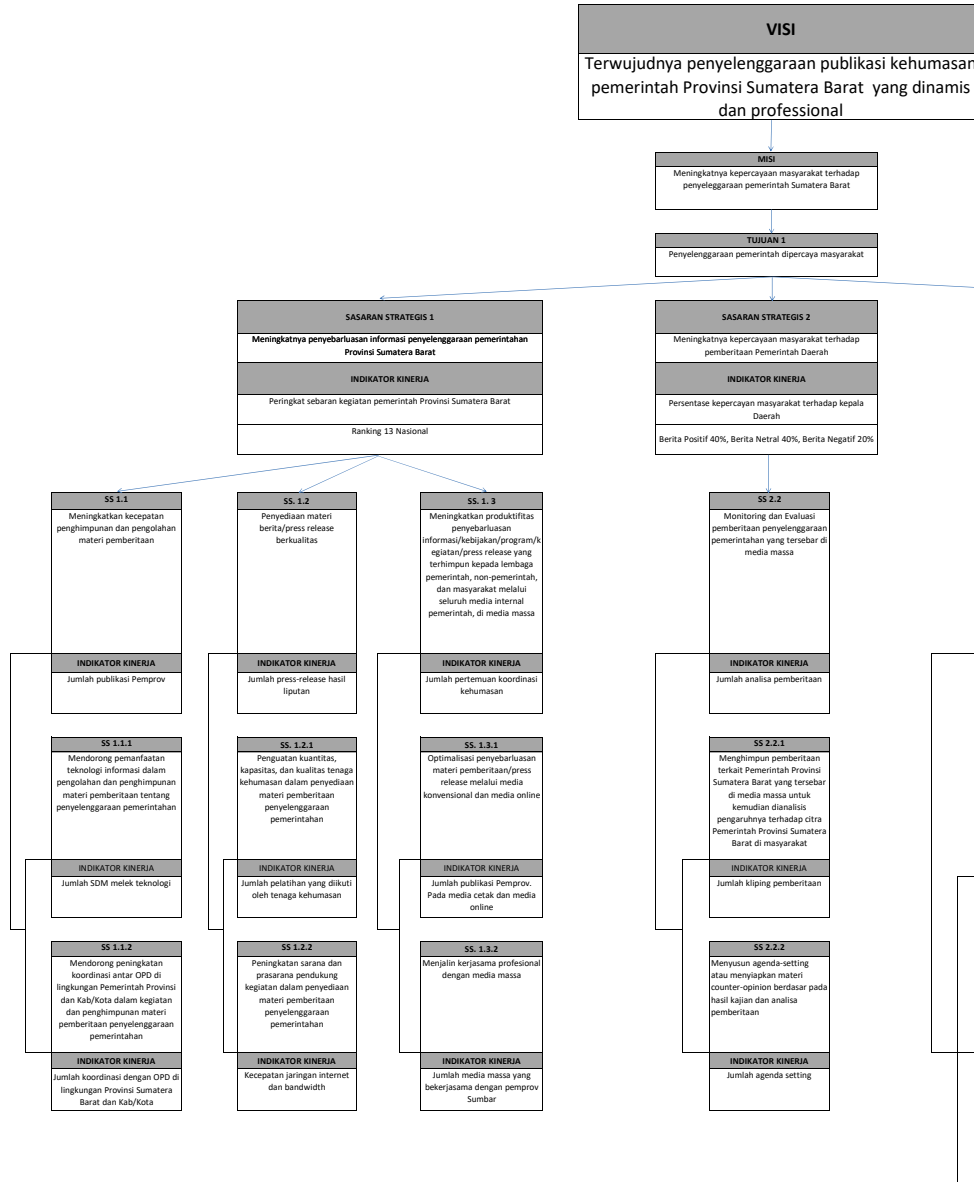 VISI
Terwujudnya penyelenggaraan publikasi kehumasan
pemerintah Provinsi Sumatera Barat yang dinamis
dan professional
MISI
Meningkatnya kepercayaan masyarakat terhadap
penyeleggaraan pemerintah Sumatera Barat
TUJUAN 1
Penyelenggaraan pemerintah dipercaya masyarakat
SASARAN STRATEGIS 1
Meningkatnya penyebarluasan informasi penyelenggaraan pemerintahan
Provinsi Sumatera Barat
INDIKATOR KINERJA
Peringkat sebaran kegiatan pemerintah Provinsi Sumatera Barat
Ranking 13 Nasional
SASARAN STRATEGIS 2
Meningkatnya kepercayaan masyarakat terhadap
pemberitaan Pemerintah Daerah
INDIKATOR KINERJA
Persentase kepercayan masyarakat terhadap kepala
Daerah
Berita Positif 40%, Berita Netral 40%, Berita Negatif 20%
SS 1.1
Meningkatkan kecepatan
penghimpunan dan pengolahan
materi pemberitaan
INDIKATOR KINERJA
Jumlah publikasi Pemprov
SS. 1.2
Penyediaan materi
berita/press release
berkualitas
INDIKATOR KINERJA
Jumlah press-release hasil
liputan
SS. 1. 3
Meningkatkan produktifitas
penyebarluasan
informasi/kebijakan/program/k
egiatan/press release yang
terhimpun kepada lembaga
pemerintah, non-pemerintah,
dan masyarakat melalui
seluruh media internal
pemerintah, di media massa
INDIKATOR KINERJA
Jumlah pertemuan koordinasi
kehumasan
SS 2.2
Monitoring dan Evaluasi
pemberitaan penyelenggaraan
pemerintahan yang tersebar di
media massa
INDIKATOR KINERJA
Jumlah analisa pemberitaan
SS 1.1.1
Mendorong pemanfaatan
teknologi informasi dalam
pengolahan dan penghimpunan
materi pemberitaan tentang
penyelenggaraan pemerintahan
INDIKATOR KINERJA
Jumlah SDM melek teknologi
SS. 1.2.1
Penguatan kuantitas,
kapasitas, dan kualitas tenaga
kehumasan dalam penyediaan
materi pemberitaan
penyelenggaraan
pemerintahan
INDIKATOR KINERJA
Jumlah pelatihan yang diikuti
oleh tenaga kehumasan
SS. 1.3.1
Optimalisasi penyebarluasan
materi pemberitaan/press
release melalui media
konvensional dan media online
INDIKATOR KINERJA
Jumlah publikasi Pemprov.
Pada media cetak dan media
online
SS 2.2.1
Menghimpun pemberitaan
terkait Pemerintah Provinsi
Sumatera Barat yang tersebar
di media massa untuk
kemudian dianalisis
pengaruhnya terhadap citra
Pemerintah Provinsi Sumatera
Barat di masyarakat
INDIKATOR KINERJA
Jumlah kliping pemberitaan
SS 1.1.2
Mendorong peningkatan
koordinasi antar OPD di
lingkungan Pemerintah Provinsi
dan Kab/Kota dalam kegiatan
dan penghimpunan materi
pemberitaan penyelenggaraan
pemerintahan
INDIKATOR KINERJA
Jumlah koordinasi dengan OPD di
lingkungan Provinsi Sumatera
Barat dan Kab/Kota
SS 1.2.2
Peningkatan sarana dan
prasarana pendukung
kegiatan dalam penyediaan
materi pemberitaan
penyelenggaraan
pemerintahan
INDIKATOR KINERJA
Kecepatan jaringan internet
dan bandwidth
SS. 1.3.2
Menjalin kerjasama profesional
dengan media massa
INDIKATOR KINERJA
Jumlah media massa yang
bekerjasama dengan pemprov
Sumbar
SS 2.2.2
Menyusun agenda-setting
atau menyiapkan materi
counter-opinion berdasar pada
hasil kajian dan analisa
pemberitaan
INDIKATOR KINERJA
Jumlah agenda setting